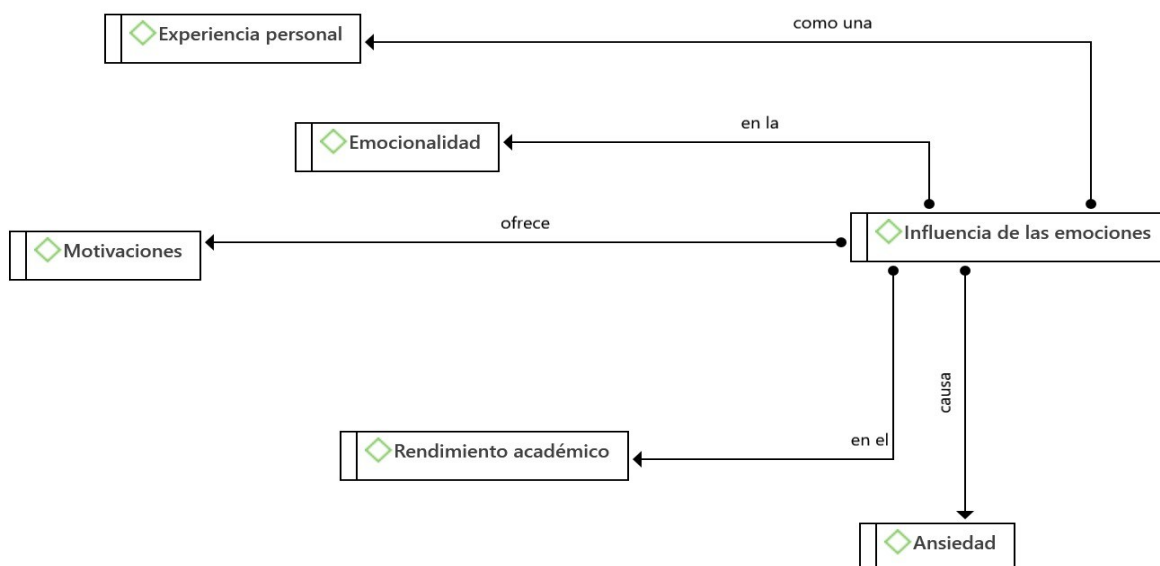 como una
Experiencia personal
en la
Emocionalidad
ofrece
Influencia de las emociones
Motivaciones
causa
en el
Rendimiento académico
Ansiedad